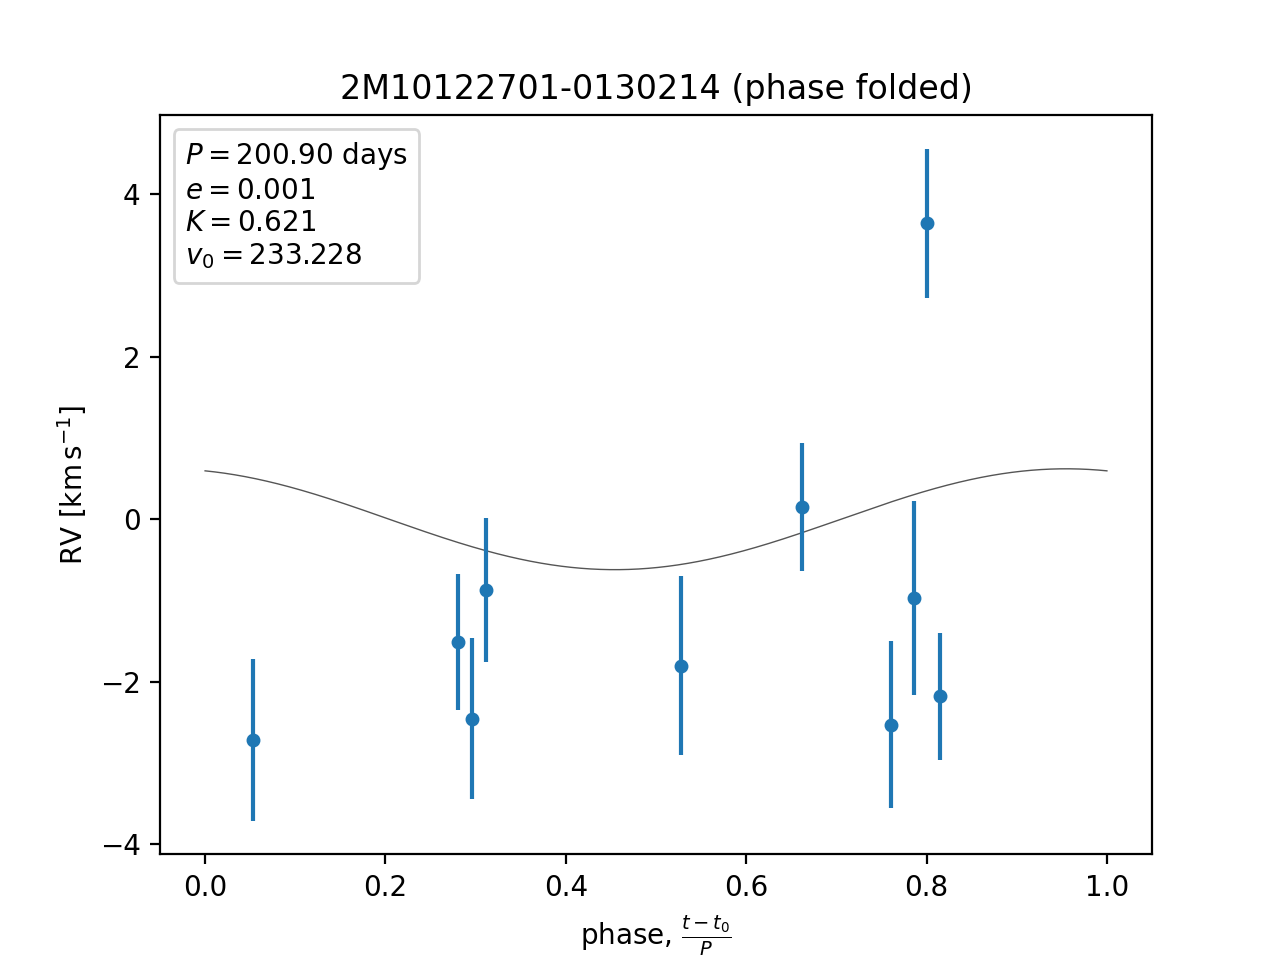 2M10122701-0130214 (phase folded)
P = 200.90 days
e = 0.001
K = 0.621
v₀ = 233.228
4
2
0
−2
−4
RV [km s⁻¹]
0.0 0.2 0.4 0.6 0.8 1.0
phase, (t − t₀)/P